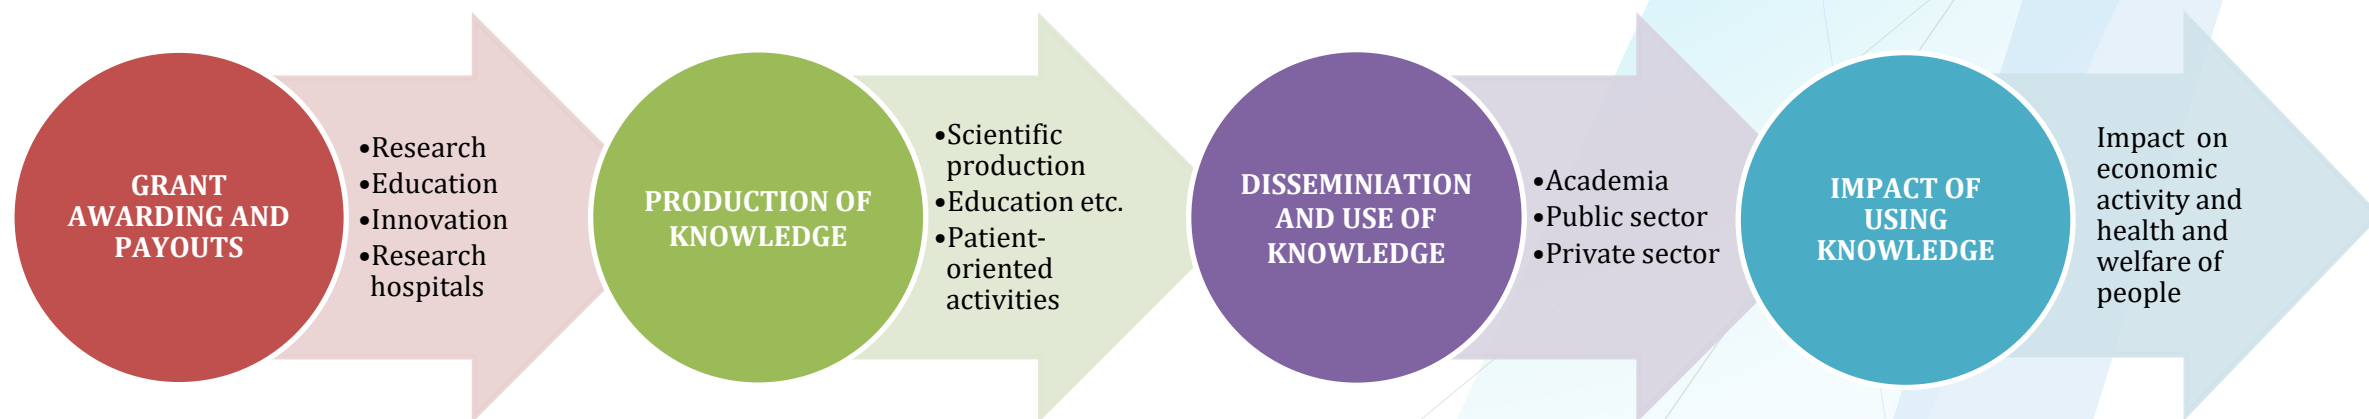 GRANT
AWARDING AND
PAYOUTS
•Research
•Education
•Innovation
•Research
hospitals
PRODUCTION OF
KNOWLEDGE
•Scientific
production
•Education etc.
•Patient-
oriented
activities
DISSEMINIATION
AND USE OF
KNOWLEDGE
•Academia
•Public sector
•Private sector
IMPACT OF
USING
KNOWLEDGE
Impact on
economic
activity and
health and
welfare of
people